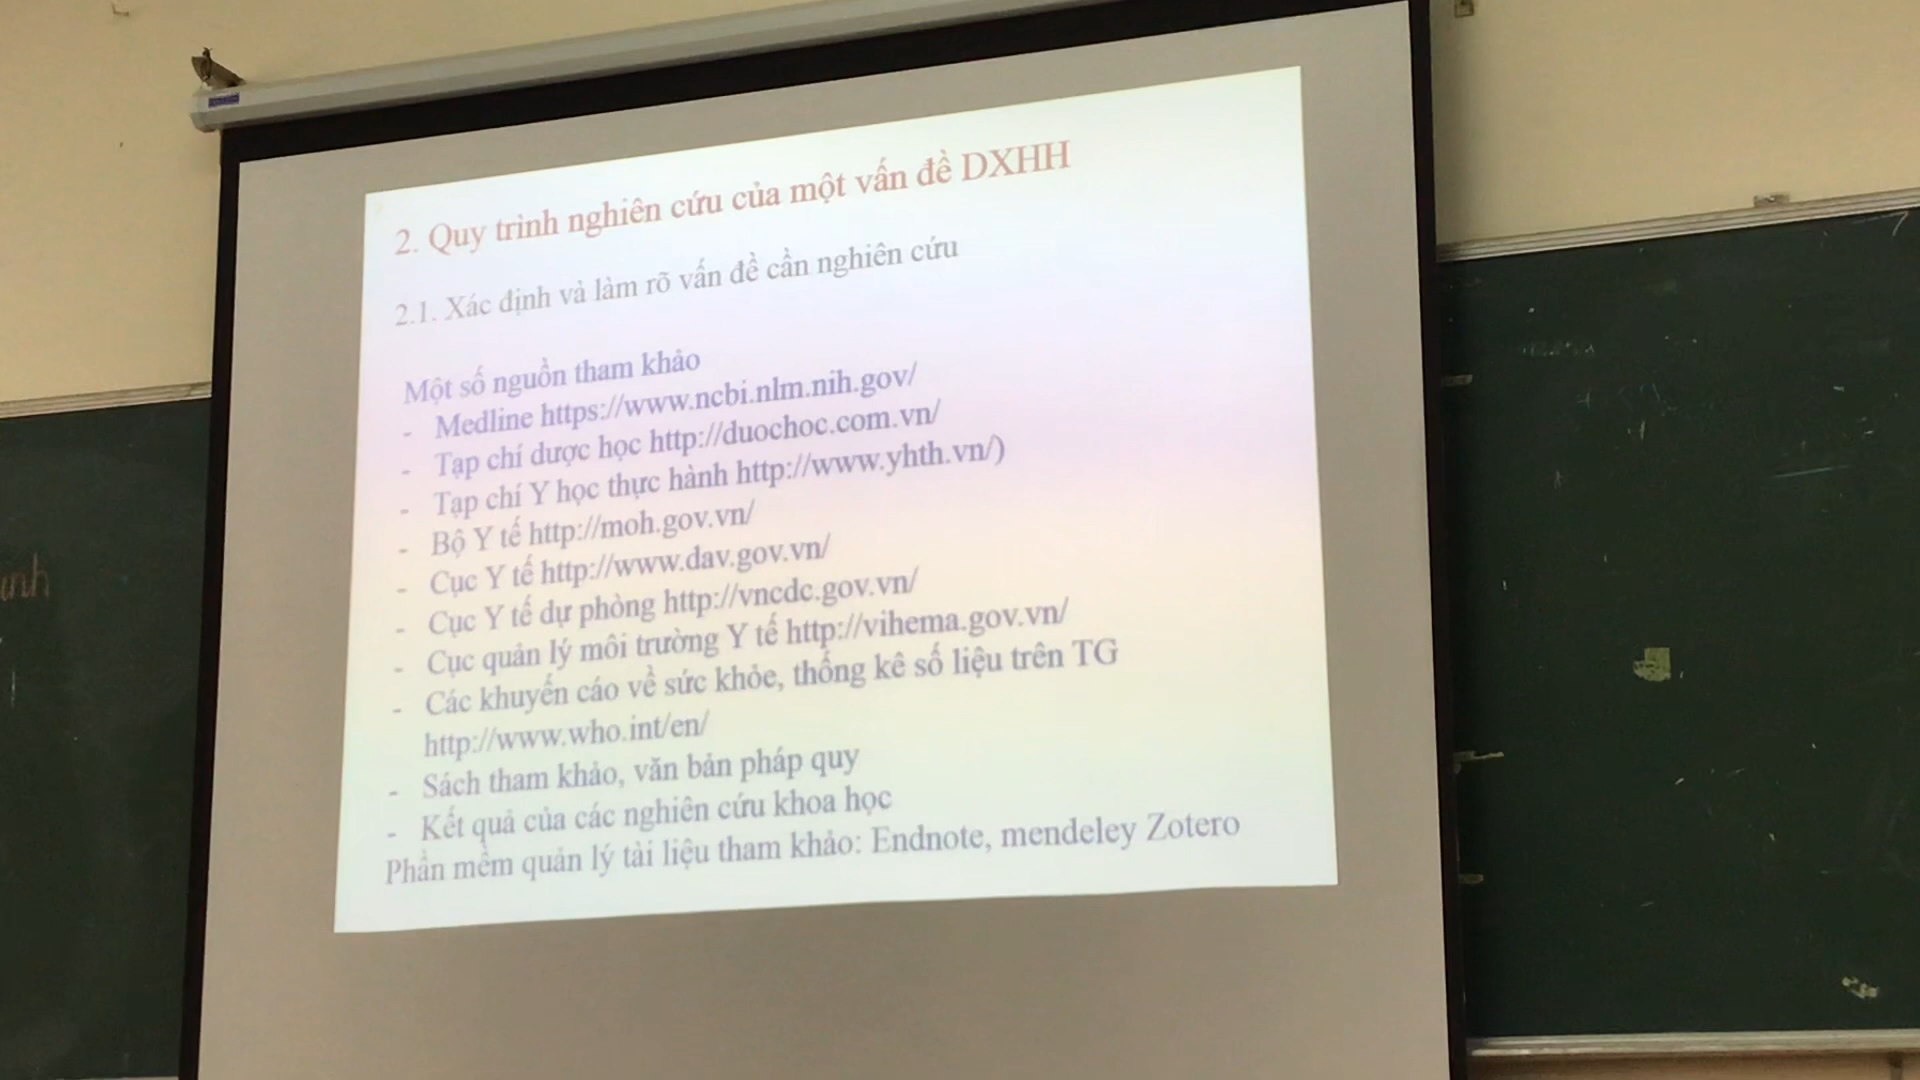 2. Quy trình nghiên cứu của một vấn đề DXHH
2.1. Xác định và làm rõ vấn đề cần nghiên cứu
Một số nguồn tham khảo
- Medline https://www.ncbi.nlm.nih.gov/
- Tạp chí dược học http://duochoc.com.vn/
- Tạp chí Y học thực hành http://www.yhth.vn/)
- Bộ Y tế http://moh.gov.vn/
- Cục Y tế http://www.dav.gov.vn/
- Cục Y tế dự phòng http://vncdc.gov.vn/
- Cục quản lý môi trường Y tế http://vihema.gov.vn/
- Các khuyến cáo về sức khỏe, thống kê số liệu trên TG
http://www.who.int/en/
- Sách tham khảo, văn bản pháp quy
- Kết quả của các nghiên cứu khoa học
Phần mềm quản lý tài liệu tham khảo: Endnote, mendeley Zotero